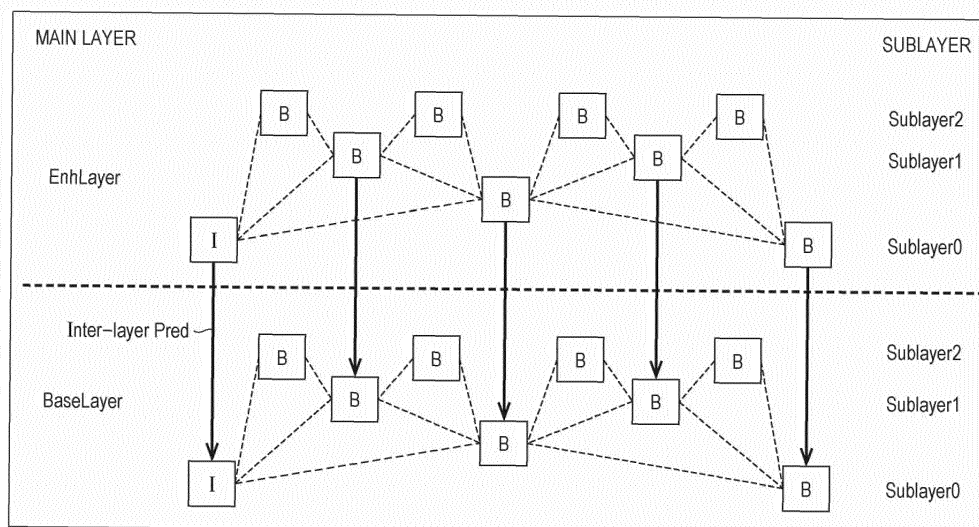 MAIN LAYER SUBLAYER
B B B B Sublayer2
B B Sublayer1
EnhLayer
B
I B Sublayer0
Inter-layer Pred
B B B B Sublayer2
BaseLayer B B Sublayer1
B
I B Sublayer0